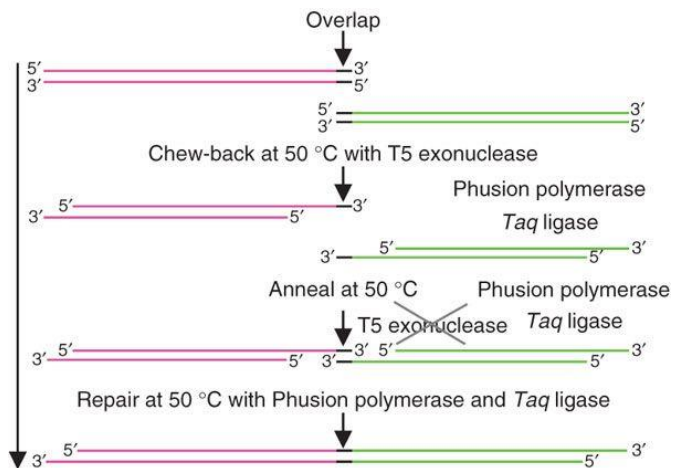 Overlap
5′ 3′
3′ 5′
5′ 3′
3′ 5′
Chew-back at 50 °C with T5 exonuclease
5′ 3′
3′ 5′
Phusion polymerase
Taq ligase
5′ 3′
3′ 5′
Anneal at 50 °C Phusion polymerase
T5 exonuclease Taq ligase
5′ 3′ 5′ 3′
3′ 5′ 3′ 5′
Repair at 50 °C with Phusion polymerase and Taq ligase
5′ 3′
3′ 5′